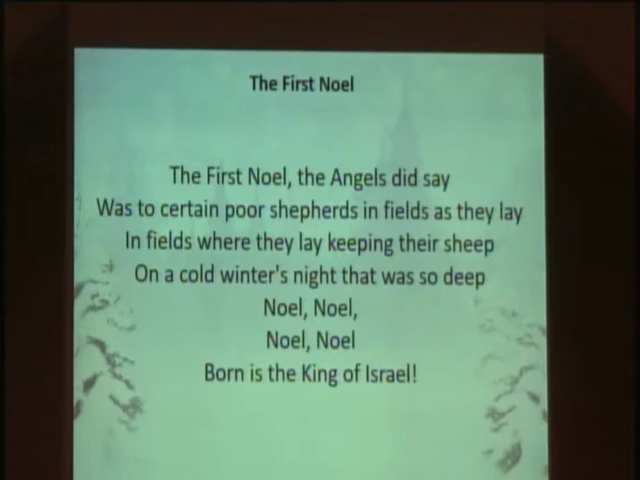 The First Noel
The First Noel, the Angels did say
Was to certain poor shepherds in fields as they lay
In fields where they lay keeping their sheep
On a cold winter's night that was so deep
Noel, Noel,
Noel, Noel
Born is the King of Israel!